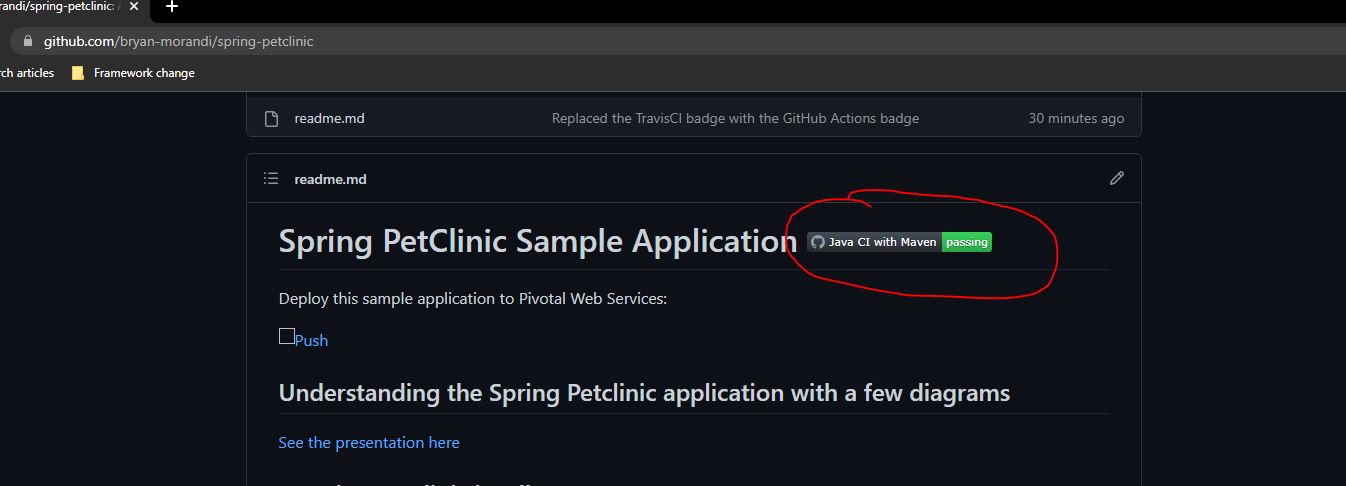 randi/spring-petclinic: A
github.com/bryan-morandi/spring-petclinic
rch articles Framework change
readme.md Replaced the TravisCI badge with the GitHub Actions badge 30 minutes ago
readme.md
Spring PetClinic Sample Application Java CI with Maven passing
Deploy this sample application to Pivotal Web Services:
Push
Understanding the Spring Petclinic application with a few diagrams
See the presentation here